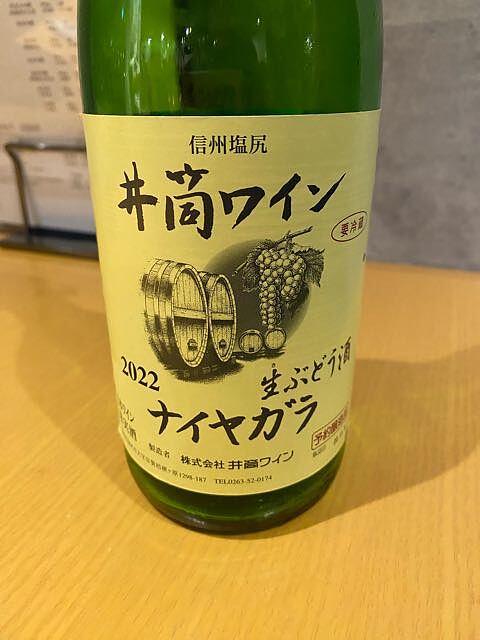 信州塩尻
井筒ワイン
要冷蔵
2022
生ぶどう酒
ナイヤガラ
製造者 株式会社 井筒ワイン
1298-187 TEL0263-52-0174